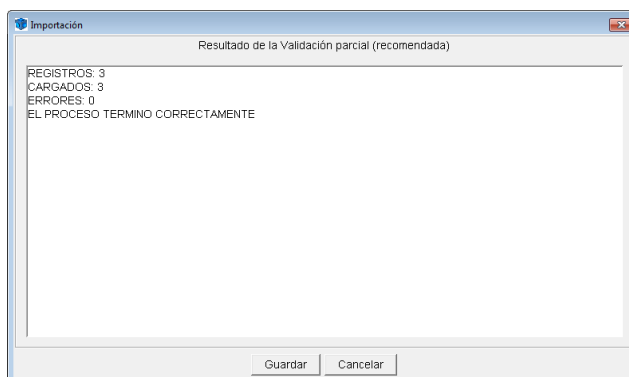 Importación
Resultado de la Validación parcial (recomendada)
REGISTROS: 3
CARGADOS: 3
ERRORES: 0
EL PROCESO TERMINO CORRECTAMENTE
Guardar Cancelar